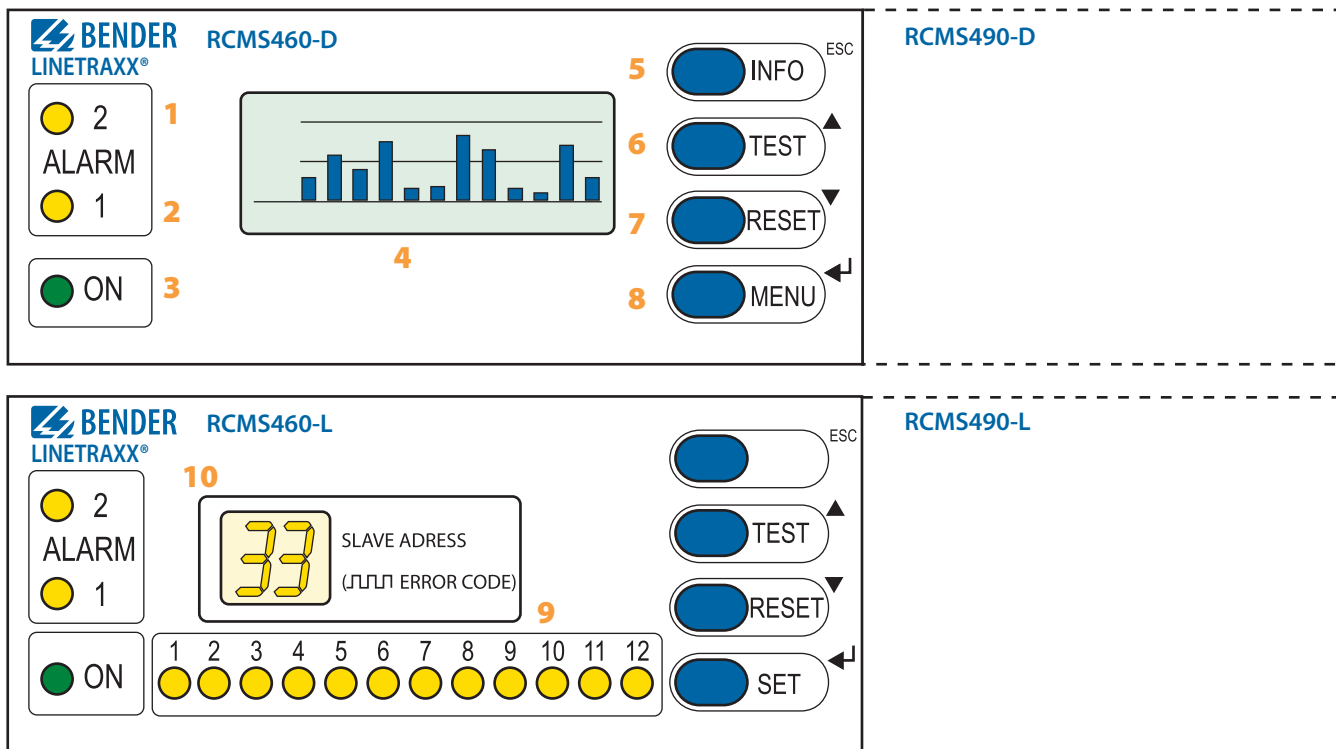 BENDER RCMS460-D
LINETRAXX®
RCMS490-D
2
ALARM
1
ON
1
2
3
4
5
INFO
ESC
6
TEST
7
RESET
8
MENU
BENDER RCMS460-L
LINETRAXX®
RCMS490-L
2
ALARM
1
ON
10
33
SLAVE ADRESS
( ERROR CODE)
9
1 2 3 4 5 6 7 8 9 10 11 12
ESC
TEST
RESET
SET